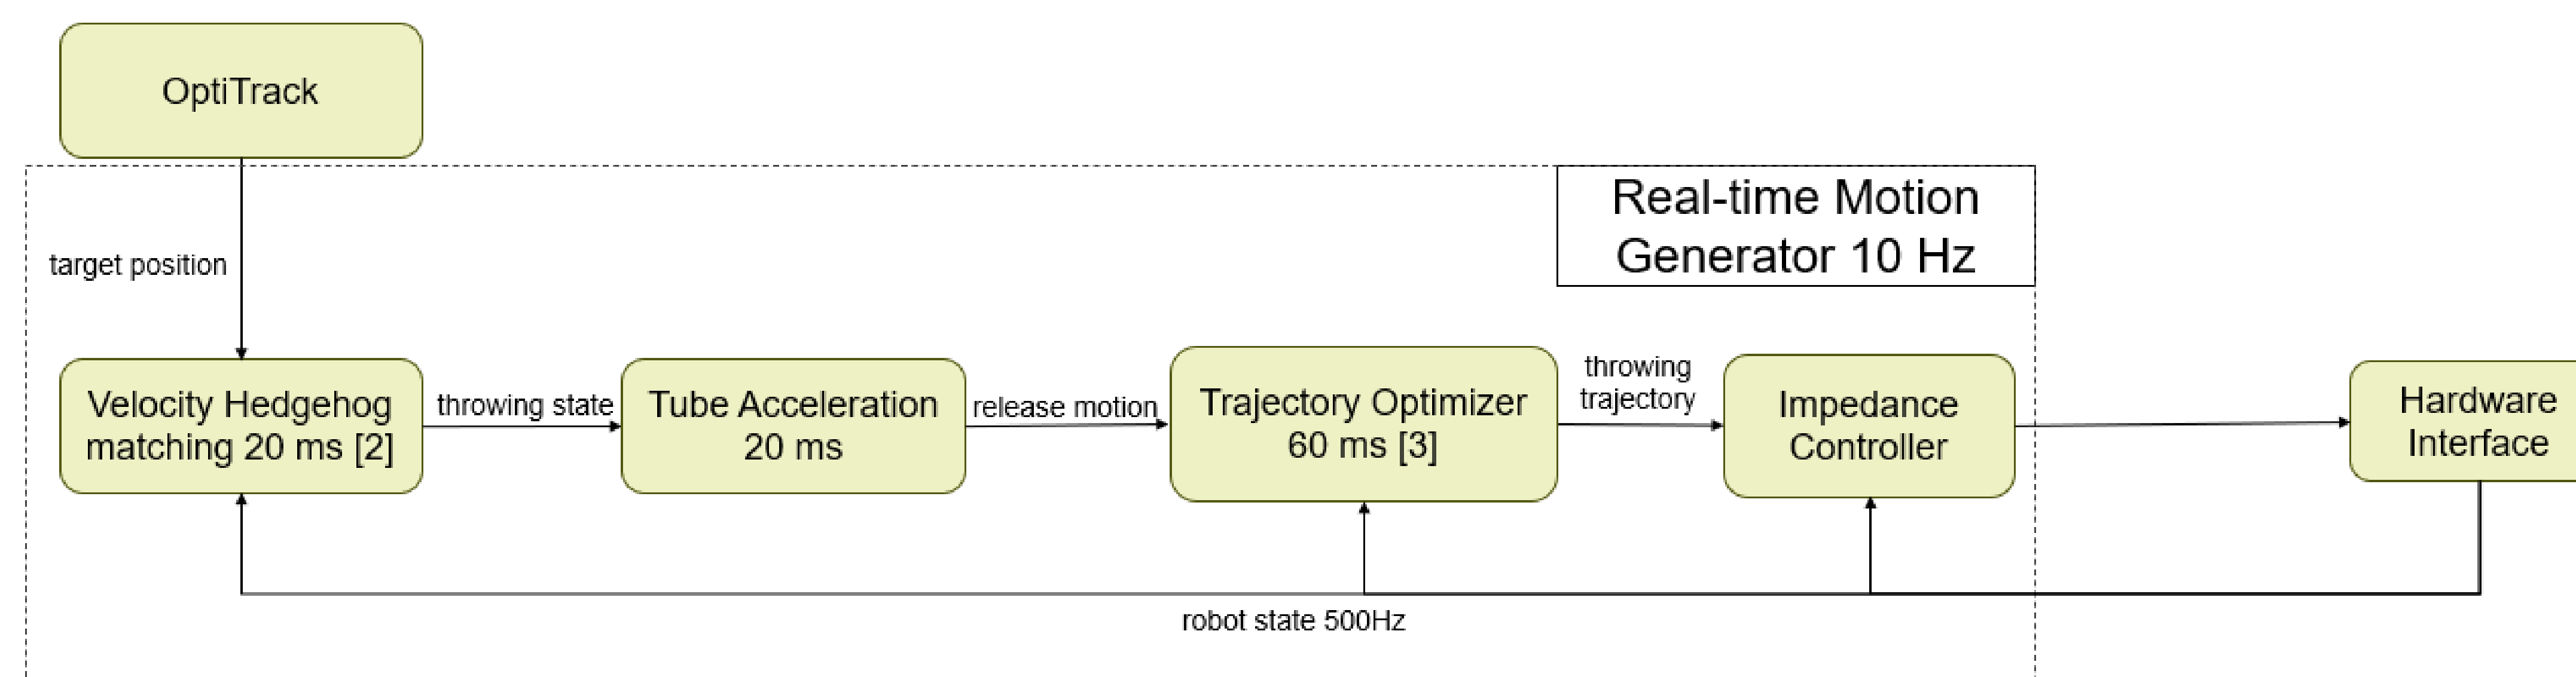 OptiTrack
Real-time Motion
Generator 10 Hz
target position
Velocity Hedgehog
matching 20 ms [2]
throwing state
Tube Acceleration
20 ms
release motion
Trajectory Optimizer
60 ms [3]
throwing
trajectory
Impedance
Controller
Hardware
Interface
robot state 500Hz